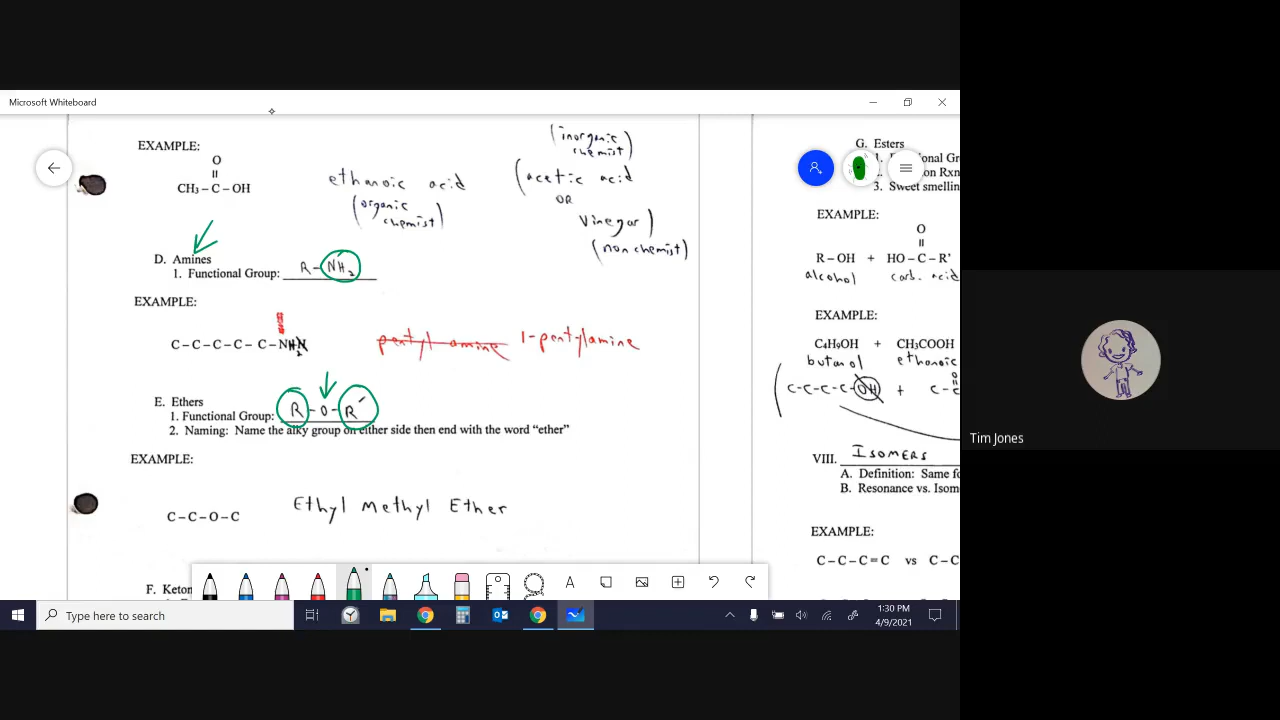 Microsoft Whiteboard
EXAMPLE:
O
CH₃ – C – OH
ethanoic acid
(organic
chemist)
(inorganic
chemist)
(acetic acid
OR
Vinegar)
(non chemist)
D. Amines
1. Functional Group: R – NH₂
EXAMPLE:
C – C – C – C – C – N
pentyl amine 1-pentylamine
E. Ethers
1. Functional Group: R – O – R′
2. Naming: Name the alky group on either side then end with the word “ether”
EXAMPLE:
C – C – O – C
Ethyl Methyl Ether
F. Keton
G. Esters
3. Sweet smellin
EXAMPLE:
O
R – OH + HO – C – R’
alcohol carb. acid
EXAMPLE:
C₄H₉OH + CH₃COOH
butanol ethanoic
(C-C-C-C-OH + C-C
O
VIII. ISOMERS
A. Definition: Same fo
B. Resonance vs. Isom
EXAMPLE:
C – C – C = C vs C – C
Tim Jones
Type here to search
1:30 PM
4/9/2021